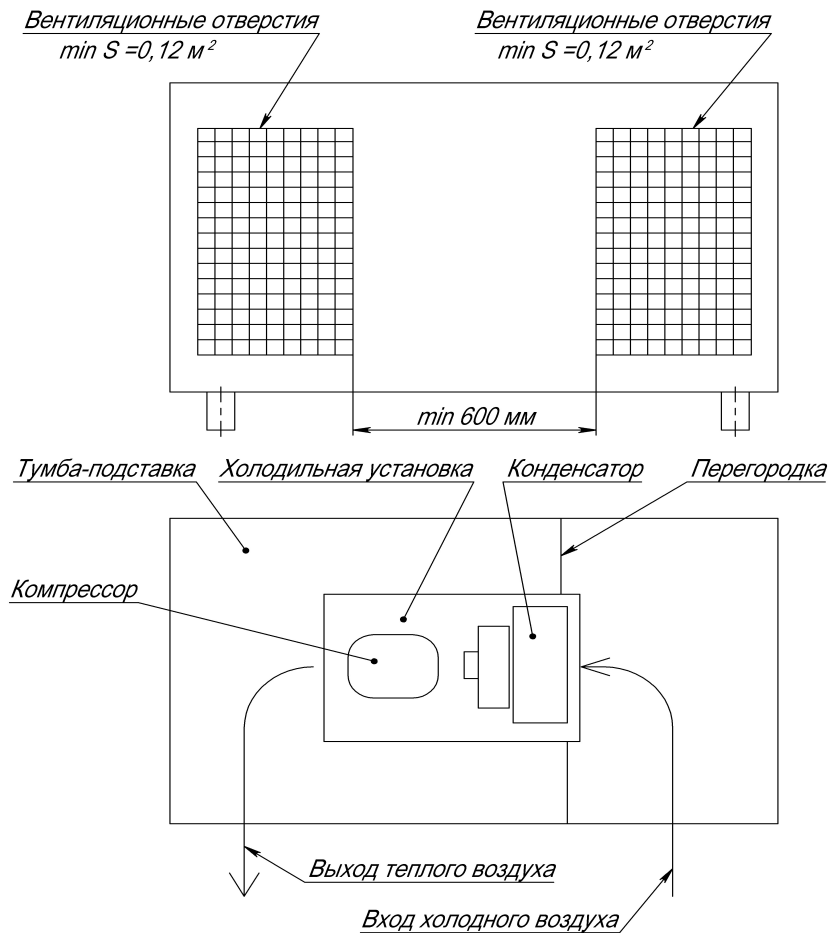 Вентиляционные отверстия
min S =0,12 м²
Вентиляционные отверстия
min S =0,12 м²
min 600 мм
Тумба-подставка
Холодильная установка
Конденсатор
Перегородка
Компрессор
Выход теплого воздуха
Вход холодного воздуха